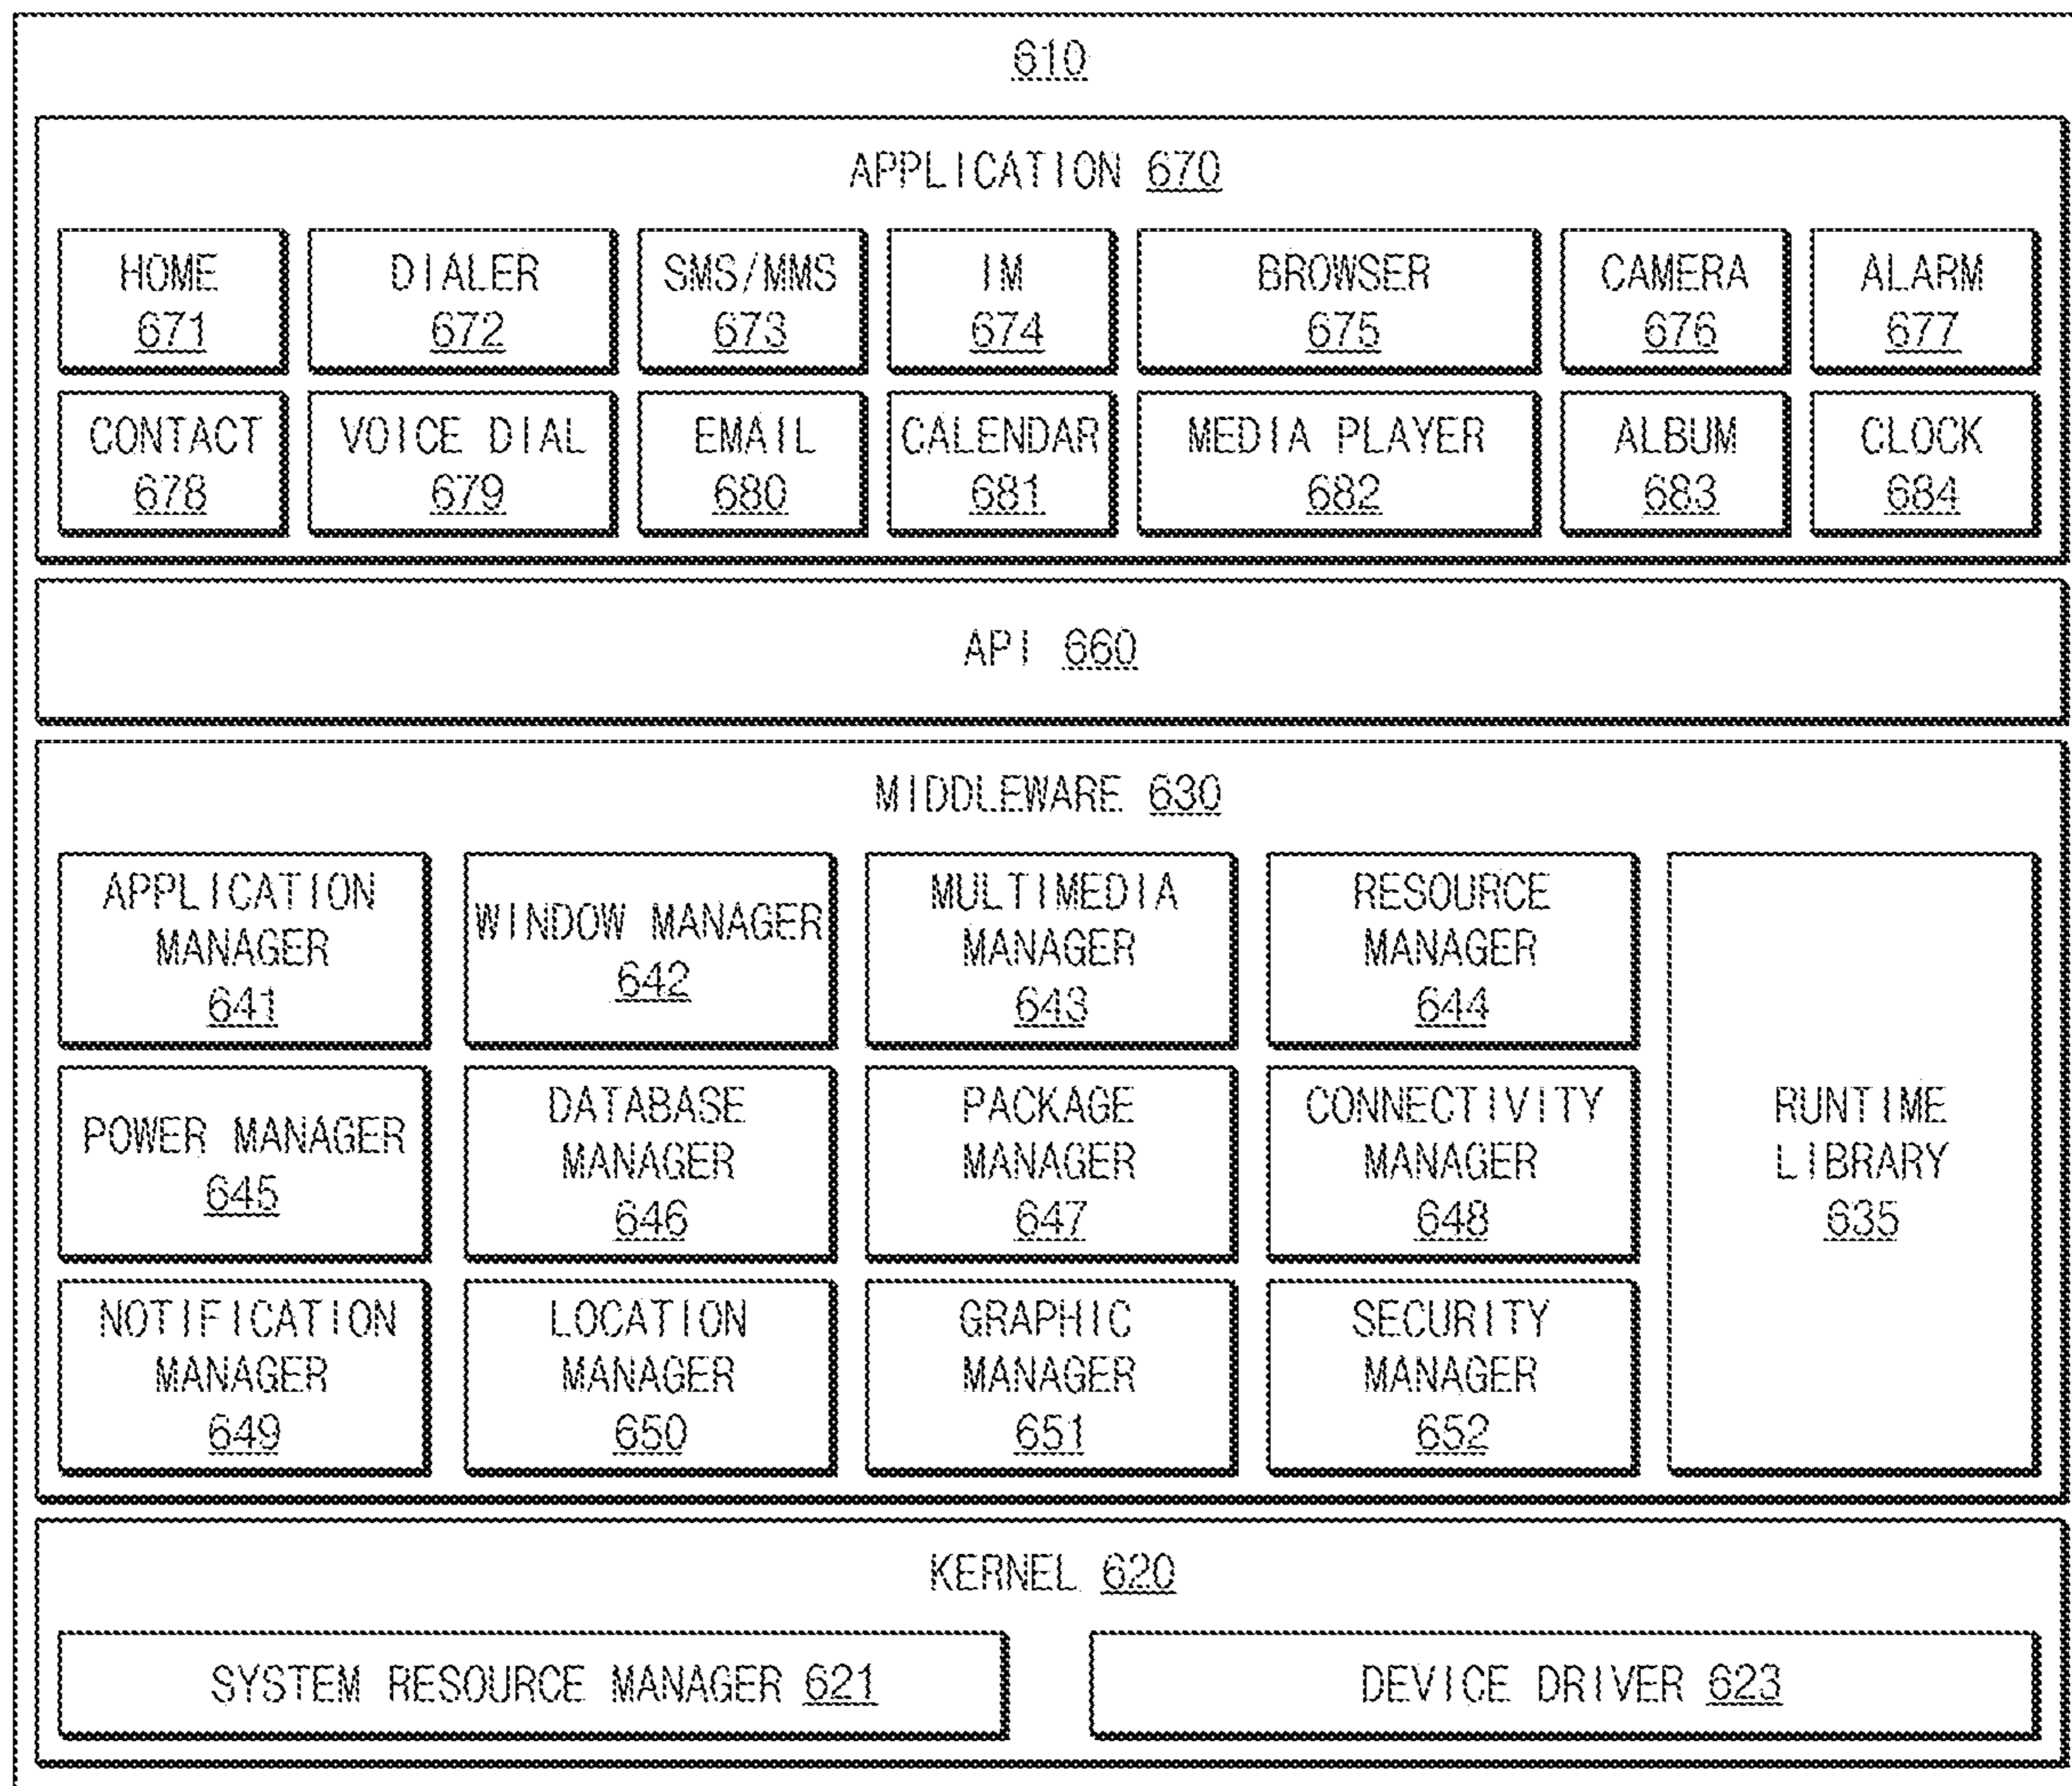 610
APPLICATION 670
HOME
671
DIALER
672
SMS/MMS
673
IM
674
BROWSER
675
CAMERA
676
ALARM
677
CONTACT
678
VOICE DIAL
679
EMAIL
680
CALENDAR
681
MEDIA PLAYER
682
ALBUM
683
CLOCK
684
API 660
MIDDLEWARE 630
APPLICATION
MANAGER
641
WINDOW MANAGER
642
MULTIMEDIA
MANAGER
643
RESOURCE
MANAGER
644
POWER MANAGER
645
DATABASE
MANAGER
646
PACKAGE
MANAGER
647
CONNECTIVITY
MANAGER
648
RUNTIME
LIBRARY
635
NOTIFICATION
MANAGER
649
LOCATION
MANAGER
650
GRAPHIC
MANAGER
651
SECURITY
MANAGER
652
KERNEL 620
SYSTEM RESOURCE MANAGER 621
DEVICE DRIVER 623